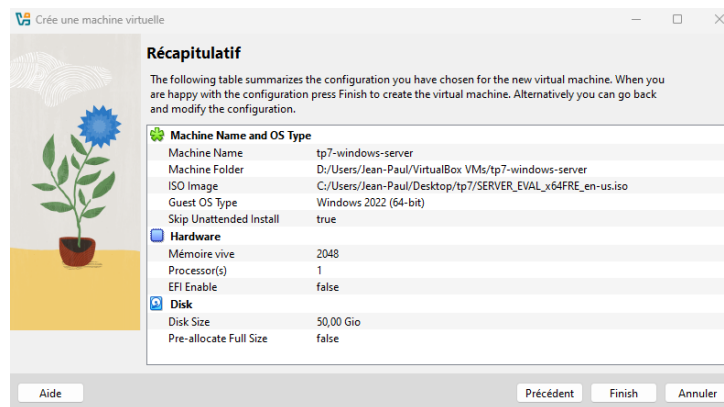 Crée une machine virtuelle
Récapitulatif
The following table summarizes the configuration you have chosen for the new virtual machine. When you
are happy with the configuration press Finish to create the virtual machine. Alternatively you can go back
and modify the configuration.
Machine Name and OS Type
Machine Name tp7-windows-server
Machine Folder D:/Users/Jean-Paul/VirtualBox VMs/tp7-windows-server
ISO Image C:/Users/Jean-Paul/Desktop/tp7/SERVER_EVAL_x64FRE_en-us.iso
Guest OS Type Windows 2022 (64-bit)
Skip Unattended Install true
Hardware
Mémoire vive 2048
Processor(s) 1
EFI Enable false
Disk
Disk Size 50,00 Gio
Pre-allocate Full Size false
Aide Précédent Finish Annuler